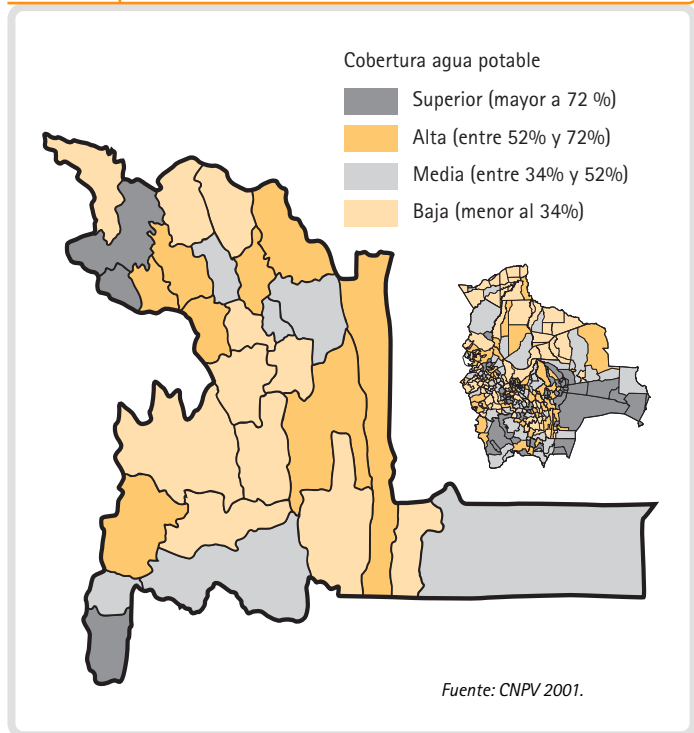 Cobertura agua potable
Superior (mayor a 72 %)
Alta (entre 52% y 72%)
Media (entre 34% y 52%)
Baja (menor al 34%)
Fuente: CNPV 2001.